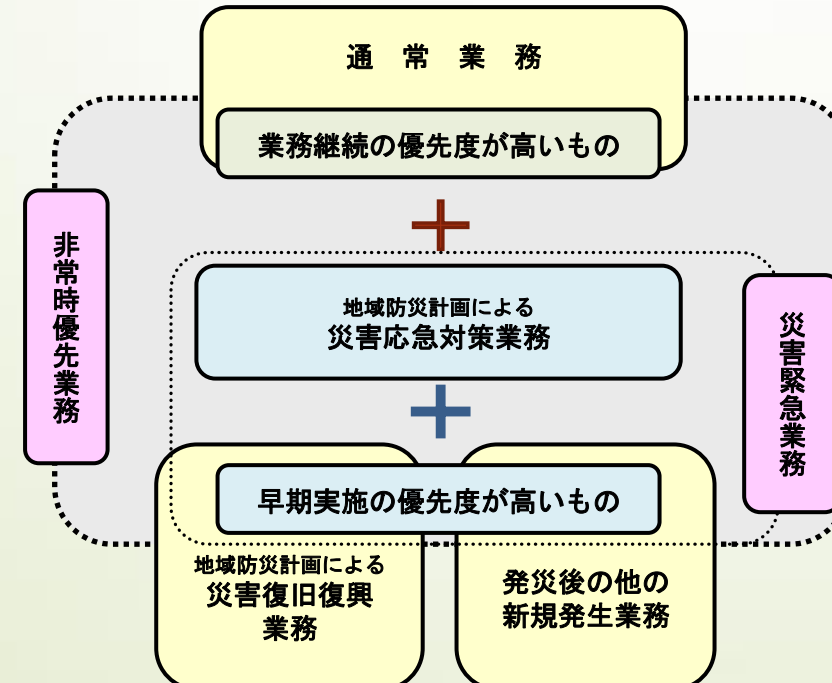 通 常 業 務
業務継続の優先度が高いもの
非常時優先業務
地域防災計画による
災害応急対策業務
災害緊急業務
早期実施の優先度が高いもの
地域防災計画による
災害復旧復興
業務
発災後の他の
新規発生業務